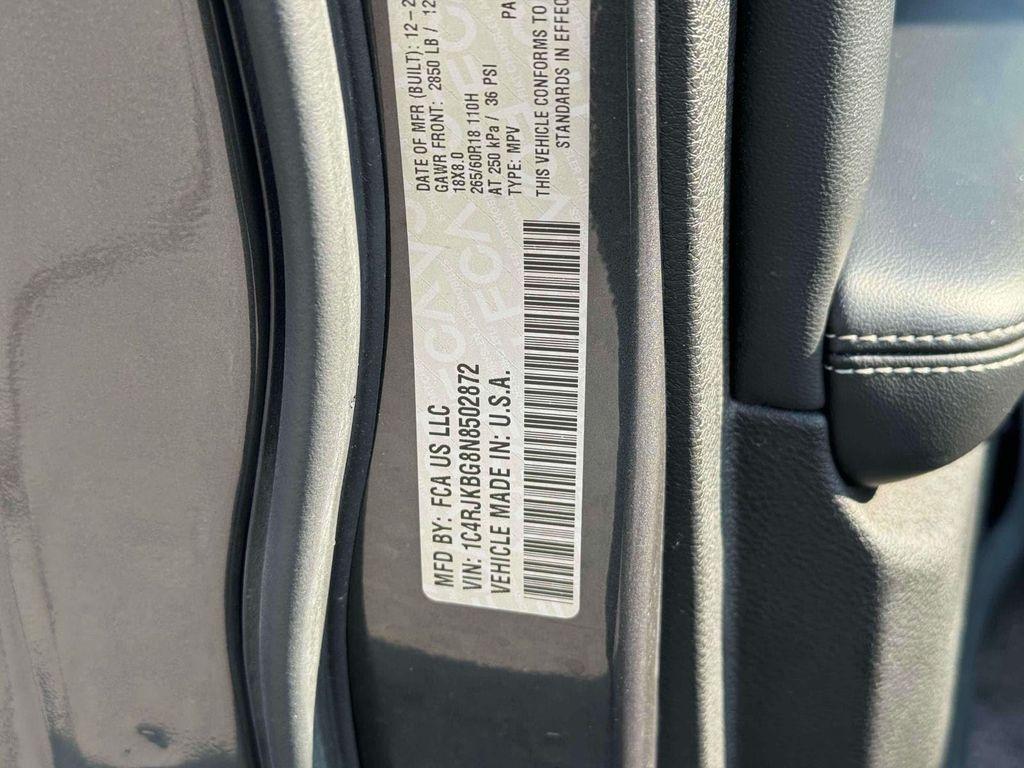 MFD BY: FCA US LLC
DATE OF MFR (BUILT): 12-2
GAWR FRONT: 2850 LB / 12
18X8.0
265/60R18 110H
AT 250 kPa / 36 PSI
TYPE: MPV
VIN: 1C4RJKBG8N8502872
VEHICLE MADE IN: U.S.A.
PA
THIS VEHICLE CONFORMS TO
STANDARDS IN EFFEC
FCA